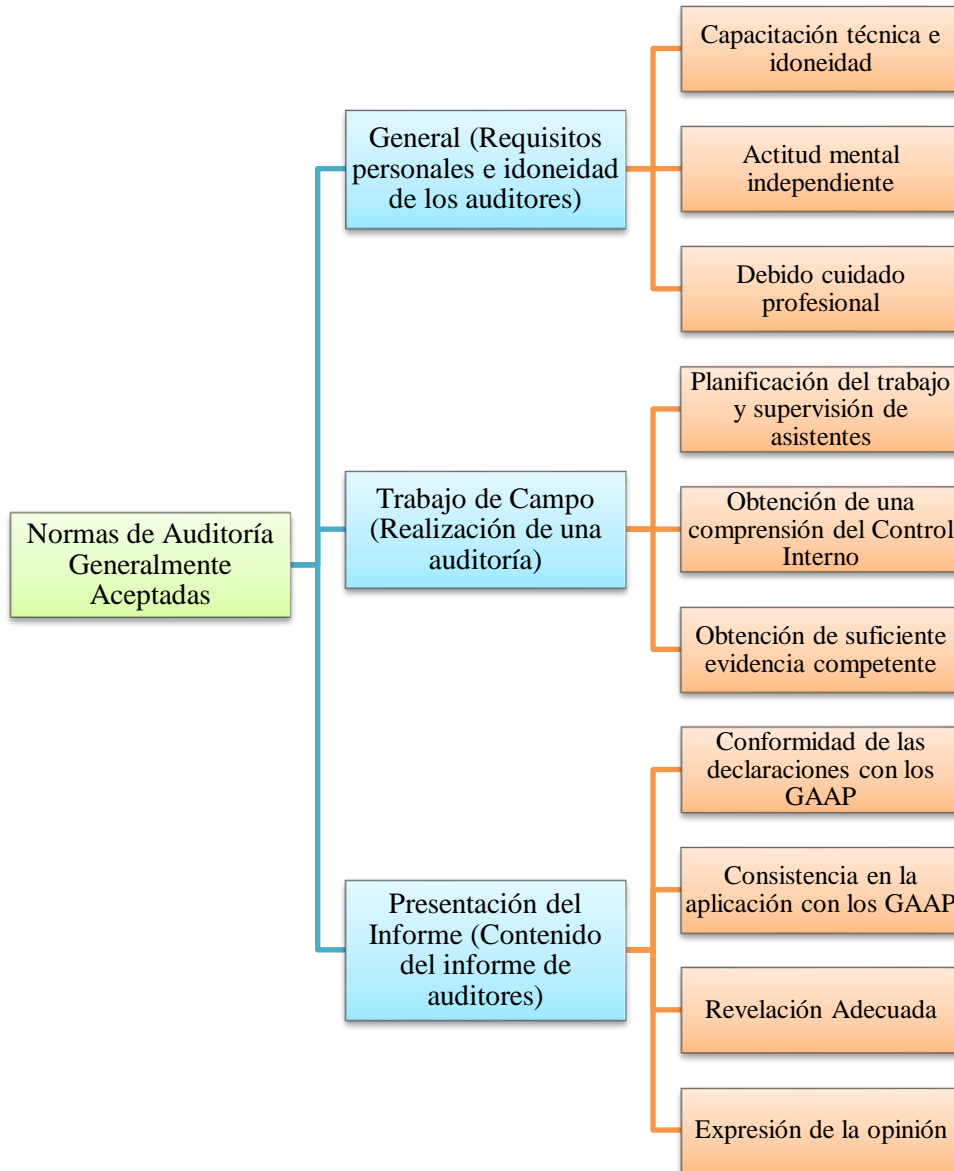 Normas de Auditoría
Generalmente
Aceptadas
General (Requisitos
personales e idoneidad
de los auditores)
Capacitación técnica e
idoneidad
Actitud mental
independiente
Debido cuidado
profesional
Trabajo de Campo
(Realización de una
auditoría)
Planificación del trabajo
y supervisión de
asistentes
Obtención de una
comprensión del Control
Interno
Obtención de suficiente
evidencia competente
Presentación del
Informe (Contenido
del informe de
auditores)
Conformidad de las
declaraciones con los
GAAP
Consistencia en la
aplicación con los GAAP
Revelación Adecuada
Expresión de la opinión